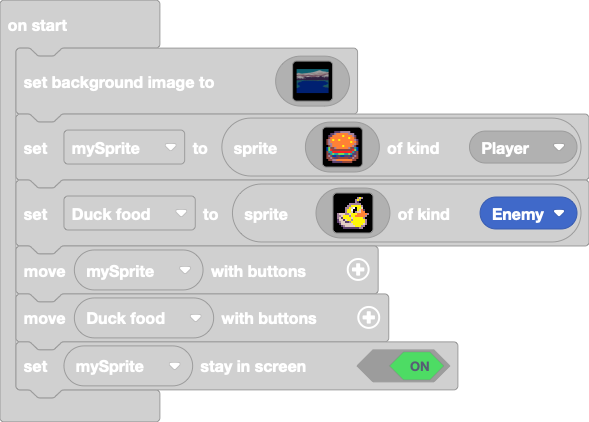 on start
set background image to
set mySprite to sprite of kind Player
set Duck food to sprite of kind Enemy
move mySprite with buttons
move Duck food with buttons
set mySprite stay in screen ON